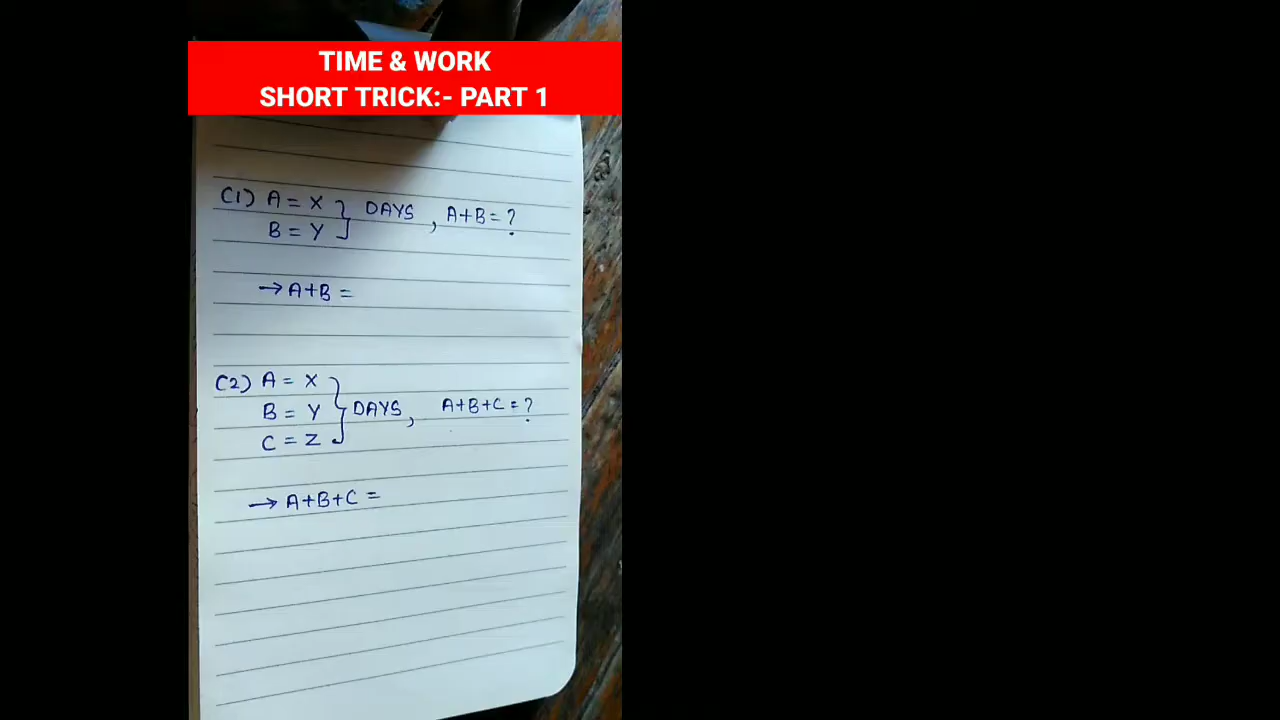 TIME & WORK
SHORT TRICK:- PART 1
(1) A = X } DAYS, A+B = ?
B = Y
→ A+B =
(2) A = X
B = Y } DAYS, A+B+C = ?
C = Z
→ A+B+C =